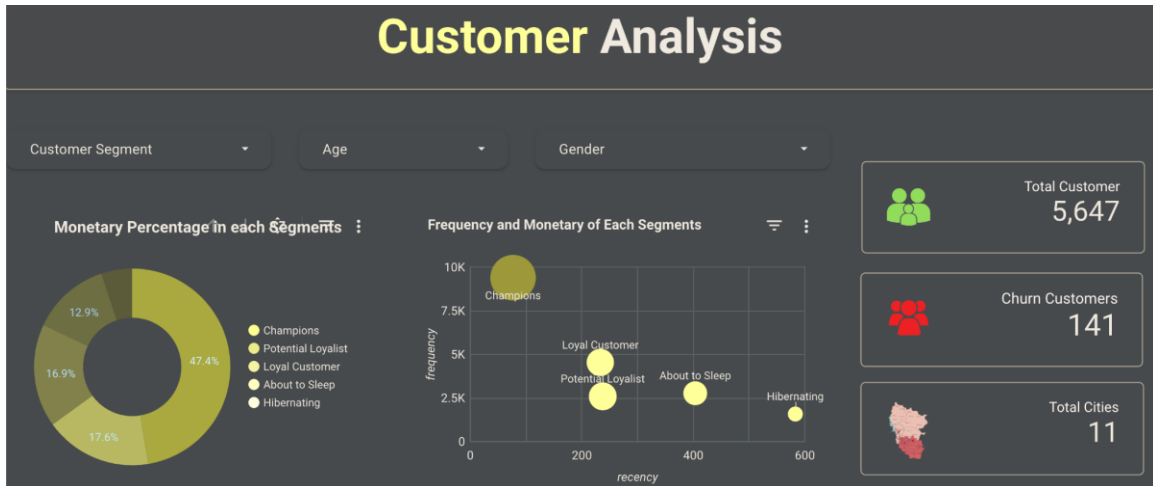 Customer Analysis
Customer Segment
Age
Gender
Total Customer
5,647
Monetary Percentage in each Segments
12.9%
47.4%
16.9%
17.6%
Champions
Potential Loyalist
Loyal Customer
About to Sleep
Hibernating
Frequency and Monetary of Each Segments
10K
7.5K
5K
2.5K
0
frequency
Champions
Loyal Customer
Potential Loyalist
About to Sleep
Hibernating
0
200
400
600
recency
Churn Customers
141
Total Cities
11